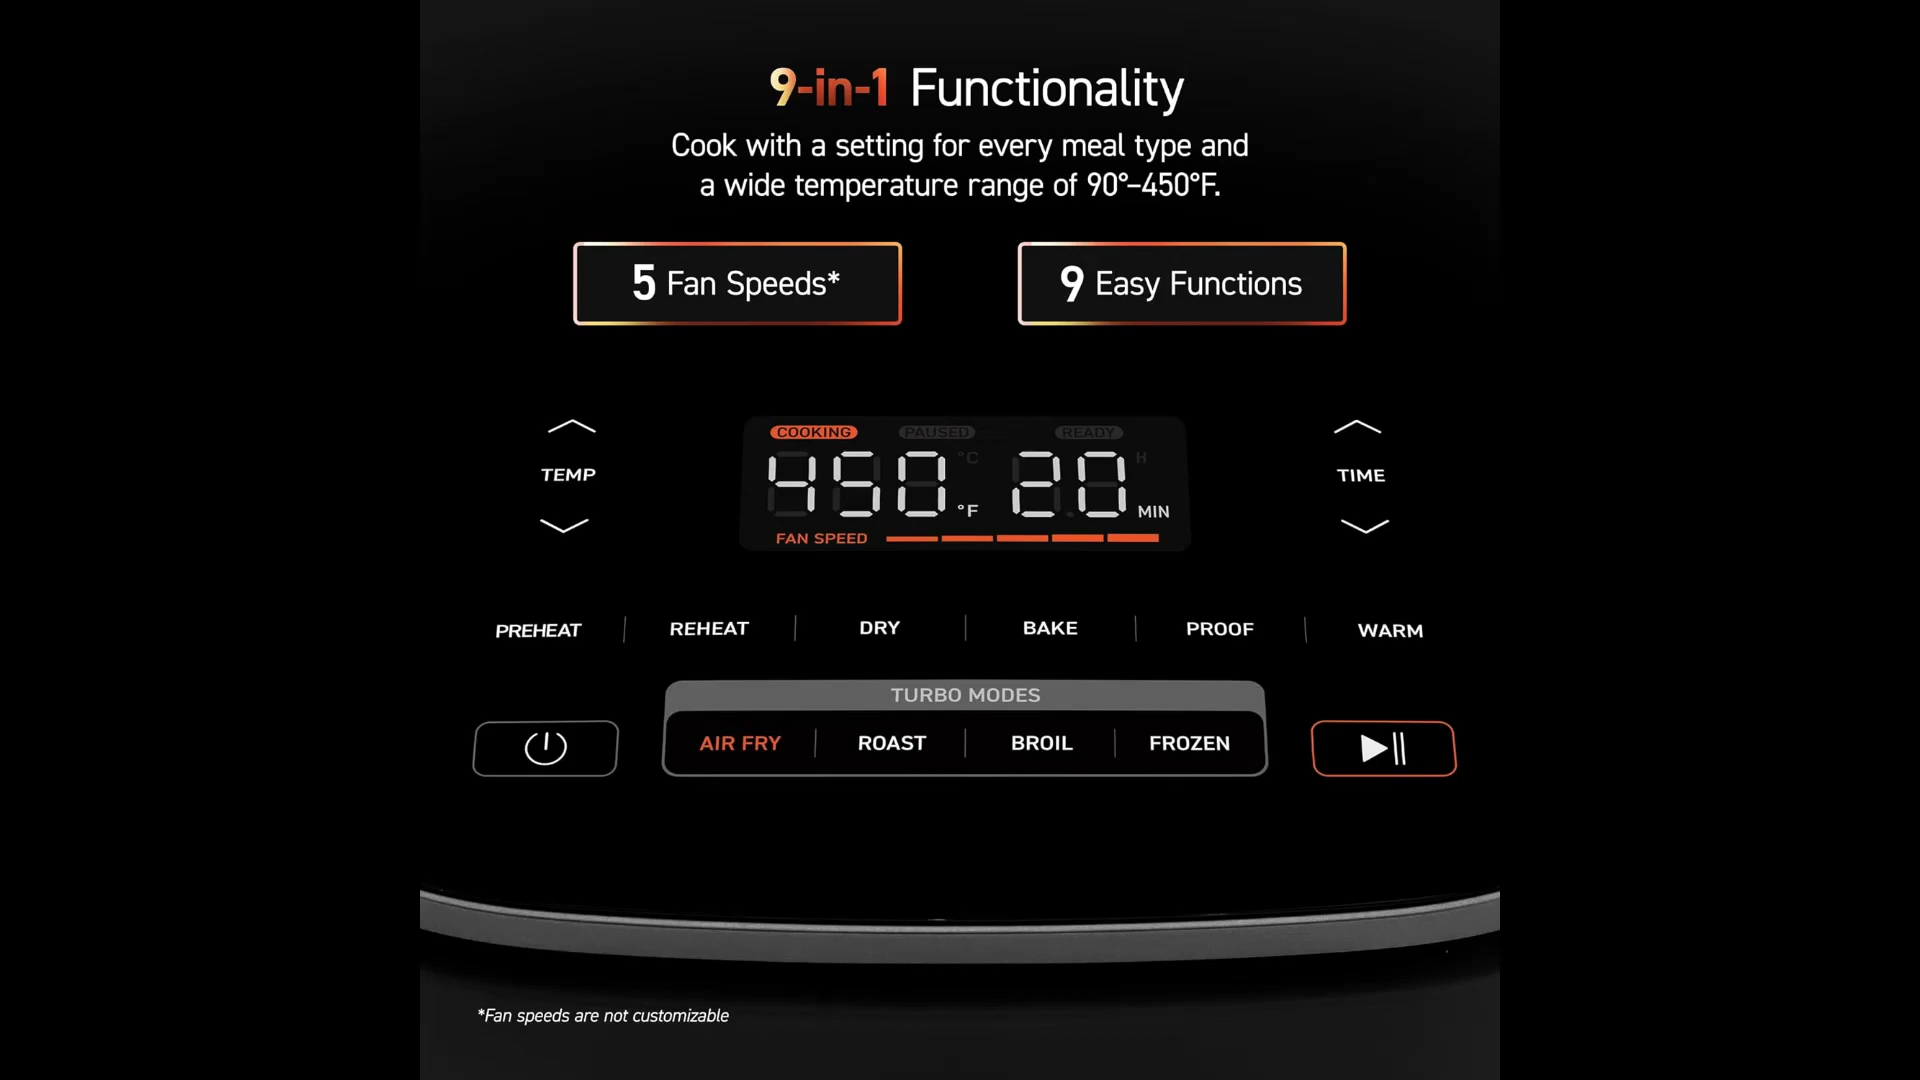 9-in-1 Functionality
Cook with a setting for every meal type and
a wide temperature range of 90°–450°F.
5 Fan Speeds*
9 Easy Functions
COOKING PAUSED READY
TEMP
450 °C °F 20 H MIN
TIME
FAN SPEED
PREHEAT REHEAT DRY BAKE PROOF WARM
TURBO MODES
AIR FRY ROAST BROIL FROZEN
*Fan speeds are not customizable